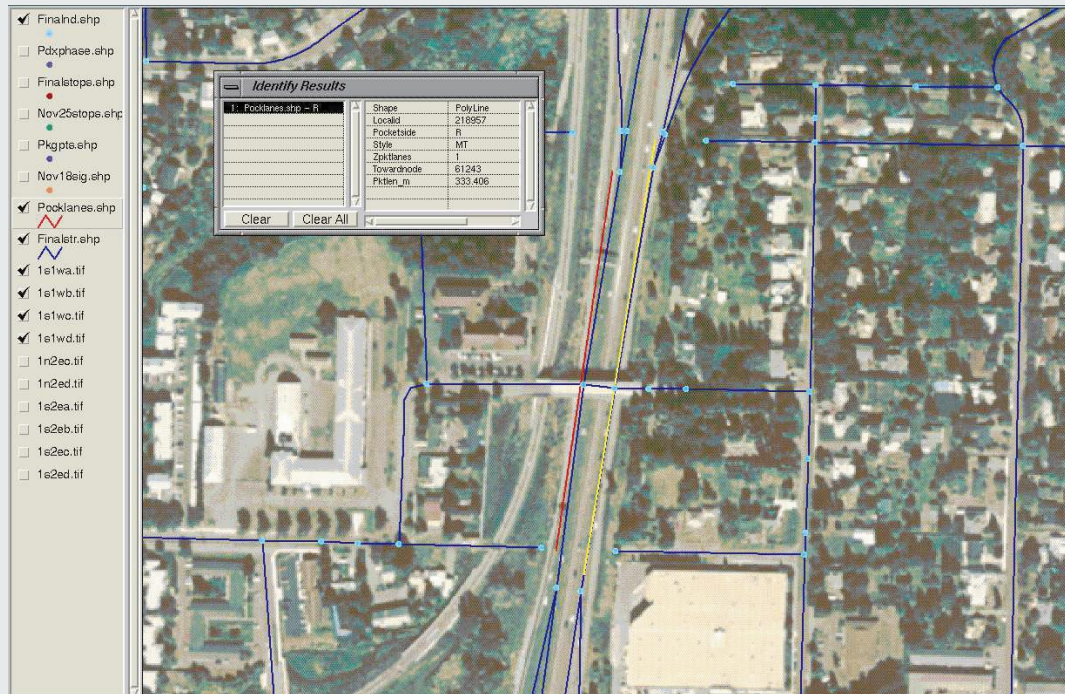 Finalnd.shp
Pdxphase.shp
Finalstops.shp
Nov25stops.shp
Pkgpts.shp
Nov18sig.shp
Pocklanes.shp
Finalstr.shp
1s1wa.tif
1s1wb.tif
1s1wc.tif
1s1wd.tif
1n2ec.tif
1n2ed.tif
1s2ea.tif
1s2eb.tif
1s2ec.tif
1s2ed.tif
Identify Results
1: Pocklanes.shp - R
Shape PolyLine
Localid 218957
Pocketside R
Style MT
Zpktlanes 1
Towardnode 61243
Pktlen_m 333.406
Clear Clear All